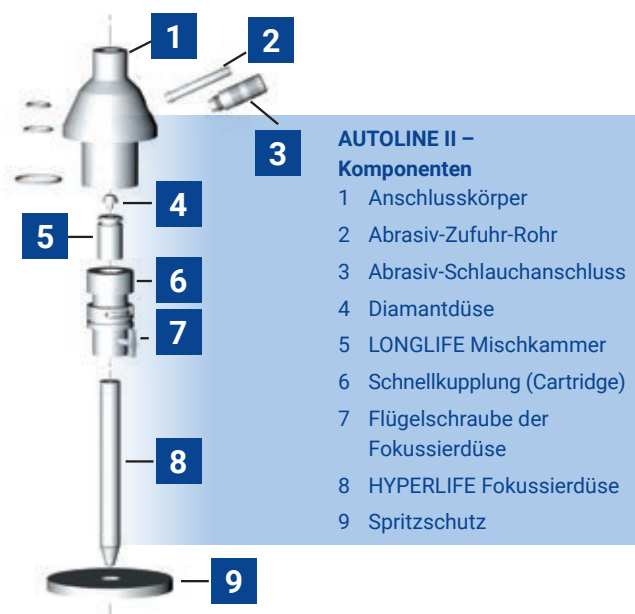 1
2
3
4
5
6
7
8
9
AUTOLINE II –
Komponenten
1 Anschlusskörper
2 Abrasiv-Zufuhr-Rohr
3 Abrasiv-Schlauchanschluss
4 Diamantdüse
5 LONGLIFE Mischkammer
6 Schnellkupplung (Cartridge)
7 Flügelschraube der
Fokussierdüse
8 HYPERLIFE Fokussierdüse
9 Spritzschutz